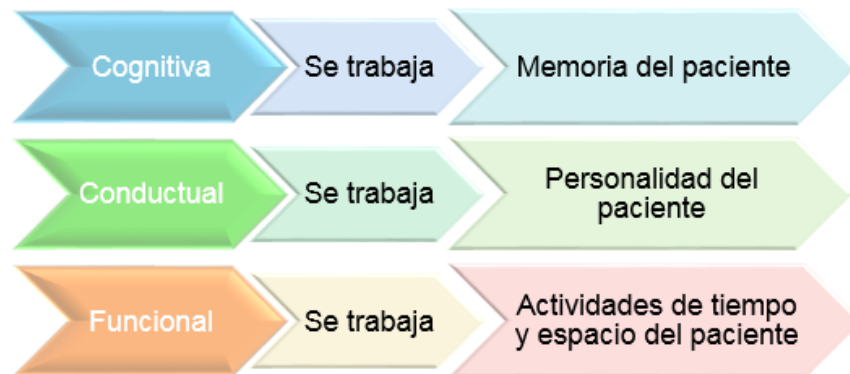 Cognitiva
Se trabaja
Memoria del paciente
Conductual
Se trabaja
Personalidad del
paciente
Funcional
Se trabaja
Actividades de tiempo
y espacio del paciente